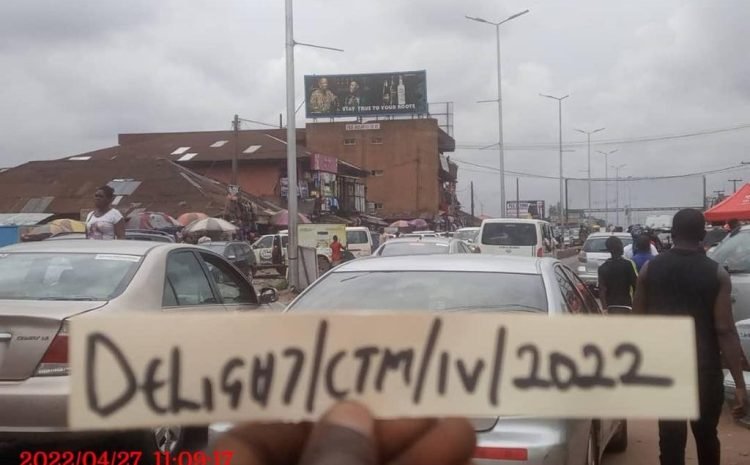 STAY TRUE TO YOUR ROOTS
DELIGHT/CTM/IV/2022
2022/04/27 11:09:17